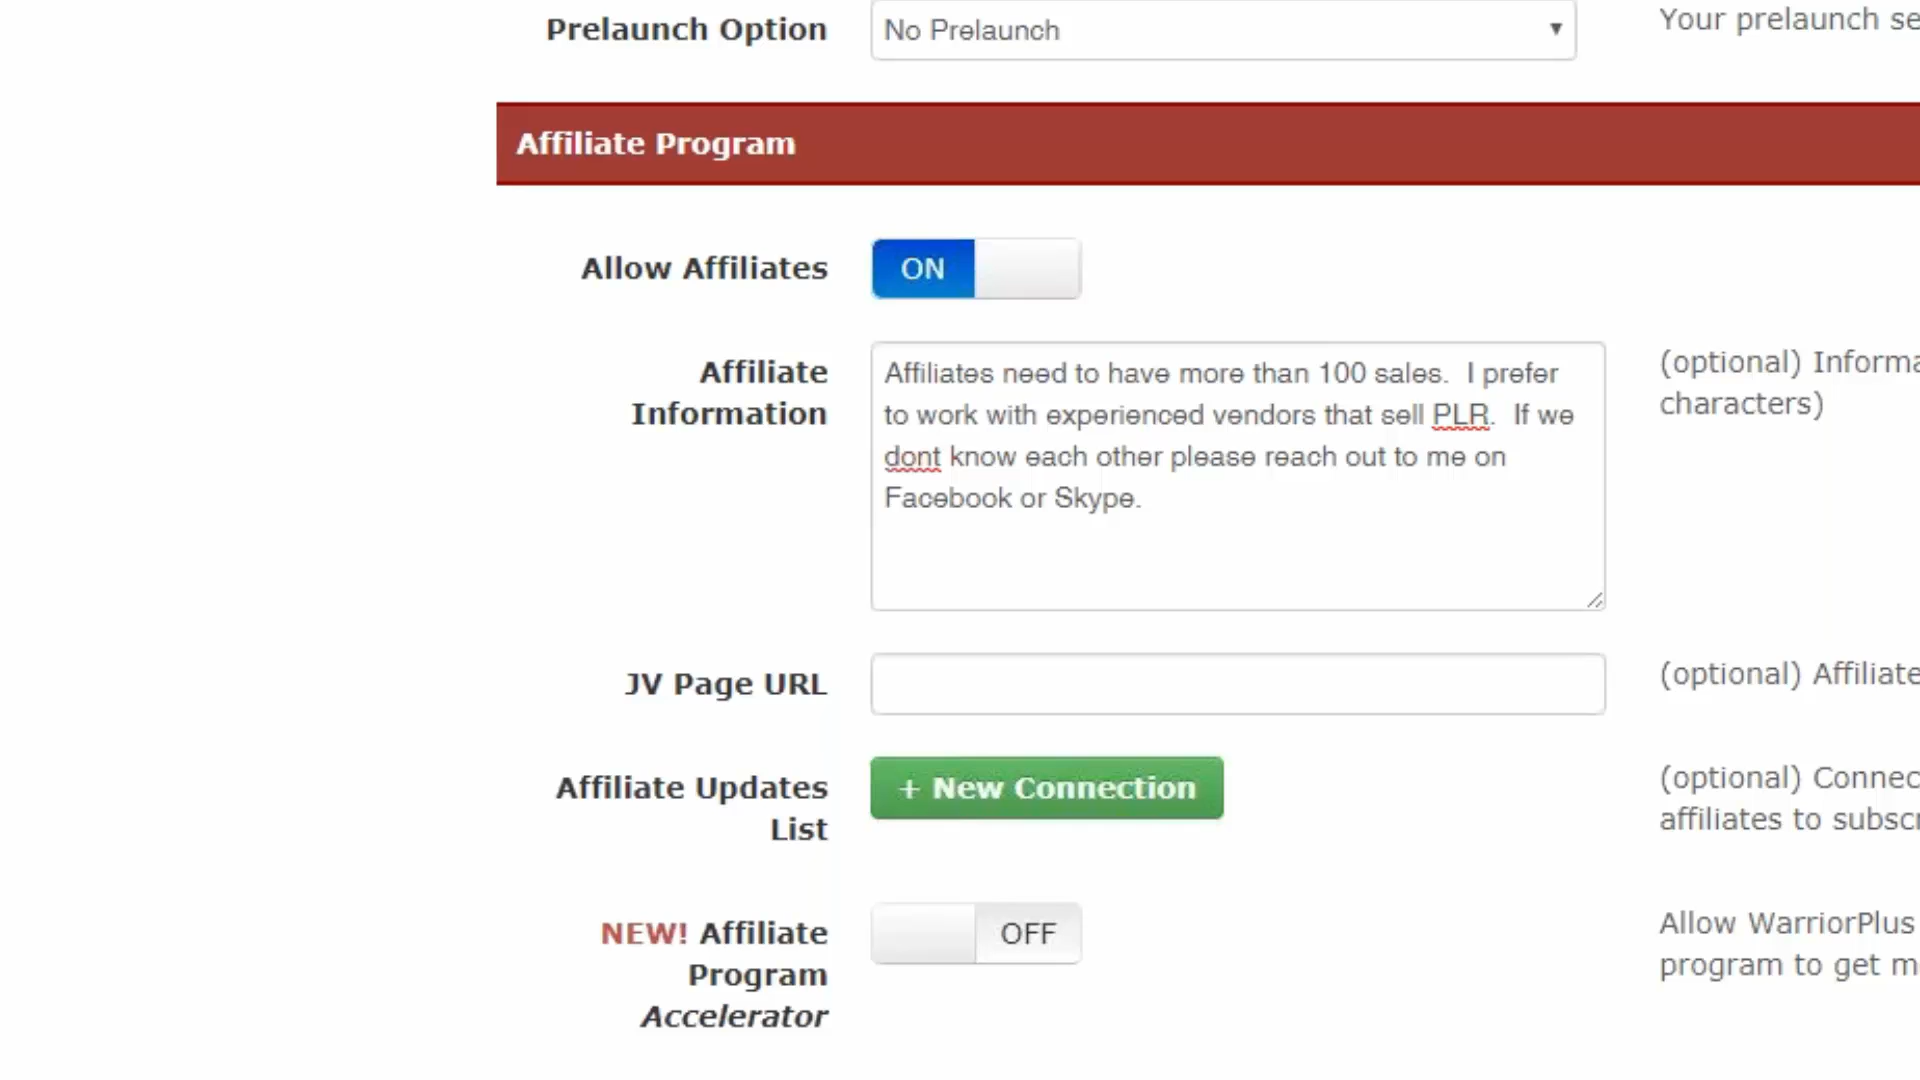 Prelaunch Option
No Prelaunch
Your prelaunch se
Affiliate Program
Allow Affiliates
ON
Affiliate
Information
Affiliates need to have more than 100 sales.  I prefer
to work with experienced vendors that sell PLR.  If we
dont know each other please reach out to me on
Facebook or Skype.
(optional) Informa
characters)
JV Page URL
(optional) Affiliate
Affiliate Updates
List
+ New Connection
(optional) Connec
affiliates to subscr
NEW! Affiliate
Program
Accelerator
OFF
Allow WarriorPlus
program to get m